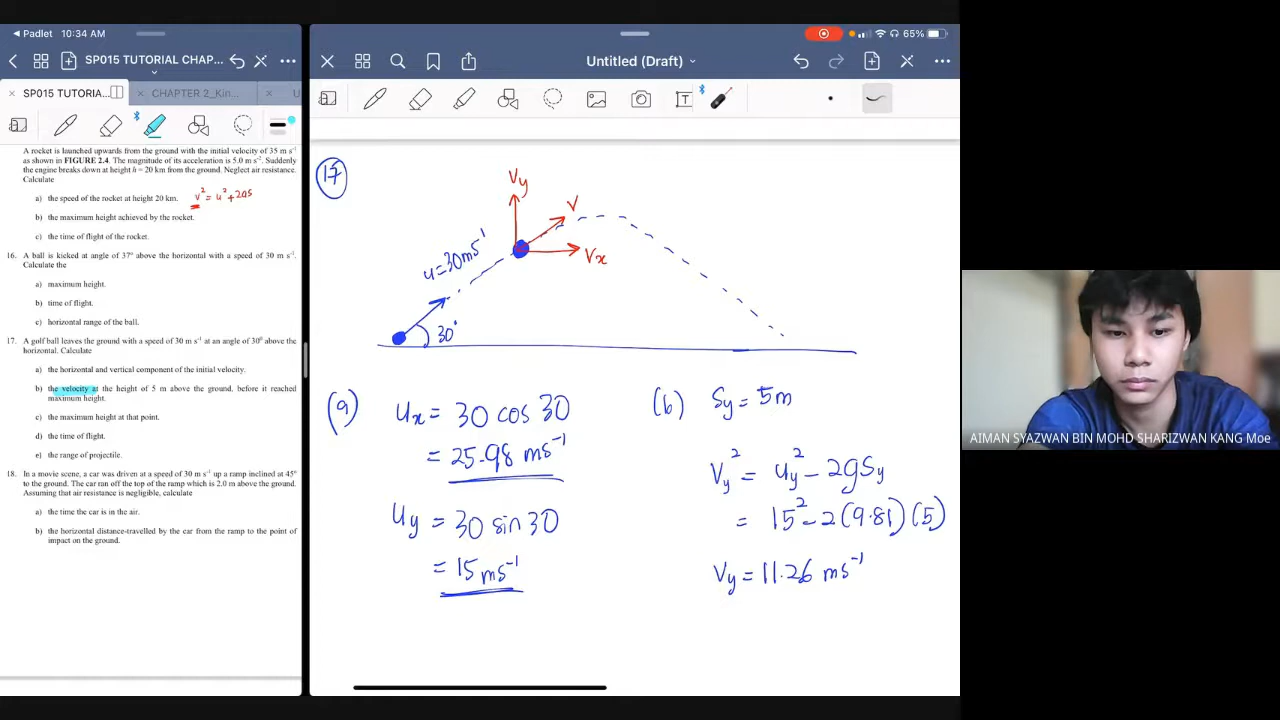 Padlet 10:34 AM
65%
SP015 TUTORIAL CHAP...
Untitled (Draft)
SP015 TUTORIA...
CHAPTER 2_Kin...
A rocket is launched upwards from the ground with the initial velocity of 35 m s⁻¹
as shown in FIGURE 2.4. The magnitude of its acceleration is 5.0 m s⁻². Suddenly
the engine breaks down at height h = 20 km from the ground. Neglect air resistance.
Calculate
a) the speed of the rocket at height 20 km. v² = u² + 2as
b) the maximum height achieved by the rocket.
c) the time of flight of the rocket.
16. A ball is kicked at angle of 37° above the horizontal with a speed of 30 m s⁻¹.
Calculate the
a) maximum height.
b) time of flight.
c) horizontal range of the ball.
17. A golf ball leaves the ground with a speed of 30 m s⁻¹ at an angle of 30⁰ above the
horizontal. Calculate
a) the horizontal and vertical component of the initial velocity.
b) the velocity at the height of 5 m above the ground, before it reached
maximum height.
c) the maximum height at that point.
d) the time of flight.
e) the range of projectile.
18. In a movie scene, a car was driven at a speed of 30 m s⁻¹ up a ramp inclined at 45°
to the ground. The car ran off the top of the ramp which is 2.0 m above the ground.
Assuming that air resistance is negligible, calculate
a) the time the car is in the air.
b) the horizontal distance-travelled by the car from the ramp to the point of
impact on the ground.
17
Vy
V
Vx
u=30ms⁻¹
30°
(a) ux = 30 cos 30
= 25.98 ms⁻¹
uy = 30 sin 30
= 15 ms⁻¹
(b) Sy = 5m
Vy² = uy² - 2gSy
= 15² - 2(9.81)(5)
Vy = 11.26 ms⁻¹
AIMAN SYAZWAN BIN MOHD SHARIZWAN KANG Moe